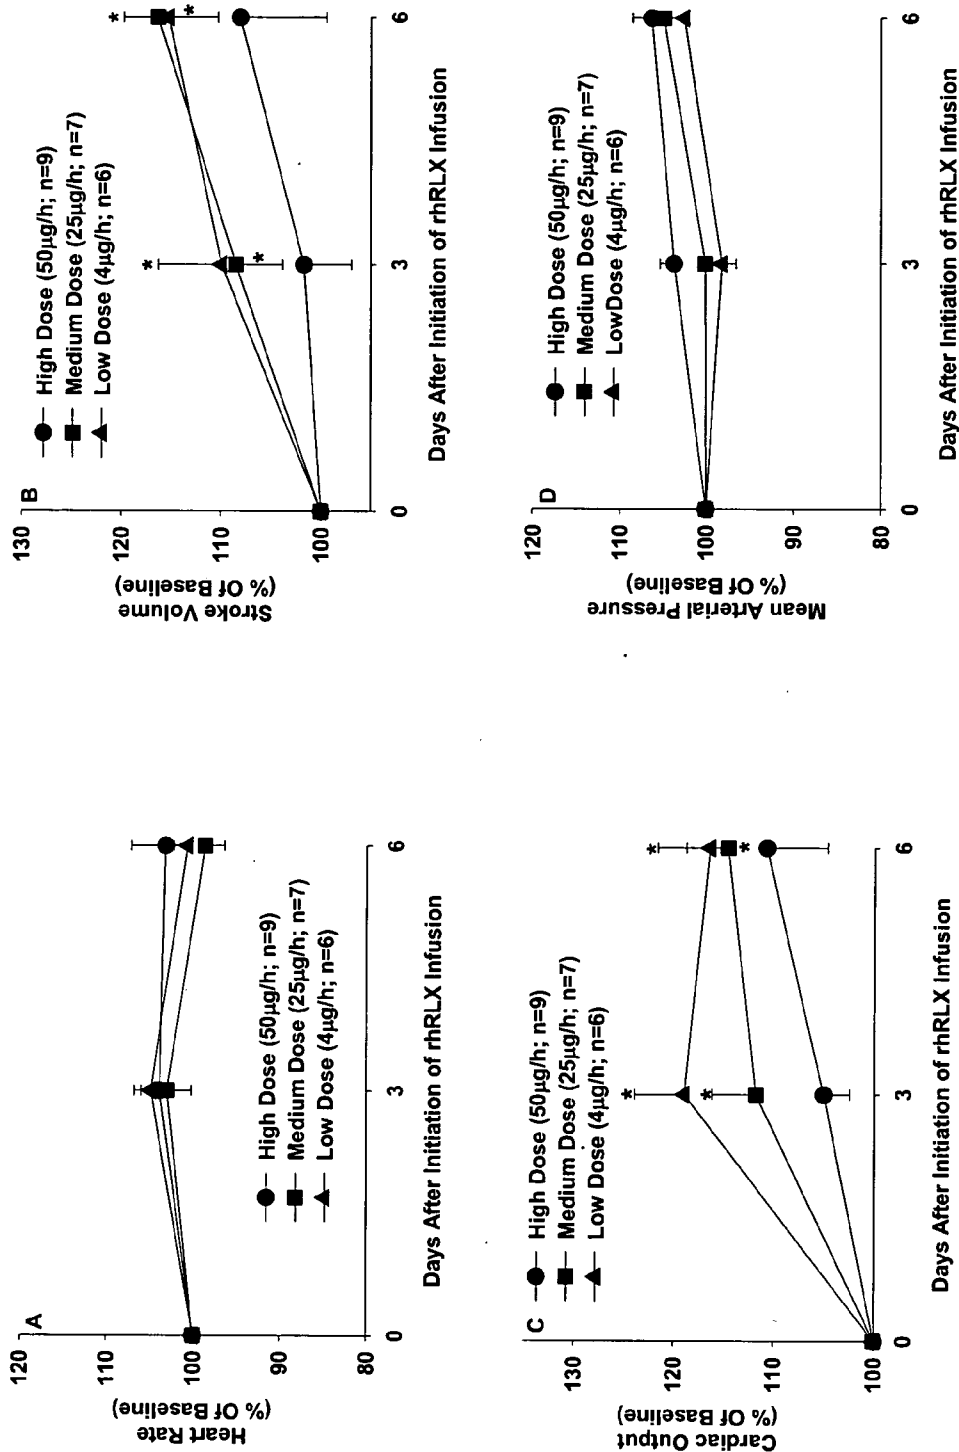 A
Heart Rate
(% Of Baseline)
120
110
100
90
80
High Dose (50µg/h; n=9)
Medium Dose (25µg/h; n=7)
Low Dose (4µg/h; n=6)
0
3
6
Days After Initiation of rhRLX Infusion
B
Stroke Volume
(% Of Baseline)
130
120
110
100
High Dose (50µg/h; n=9)
Medium Dose (25µg/h; n=7)
Low Dose (4µg/h; n=6)
*
*
*
*
0
3
6
Days After Initiation of rhRLX Infusion
C
Cardiac Output
(% Of Baseline)
130
120
110
100
High Dose (50µg/h; n=9)
Medium Dose (25µg/h; n=7)
Low Dose (4µg/h; n=6)
*
*
*
*
0
3
6
Days After Initiation of rhRLX Infusion
D
Mean Arterial Pressure
(% Of Baseline)
120
110
100
90
80
High Dose (50µg/h; n=9)
Medium Dose (25µg/h; n=7)
LowDose (4µg/h; n=6)
0
3
6
Days After Initiation of rhRLX Infusion